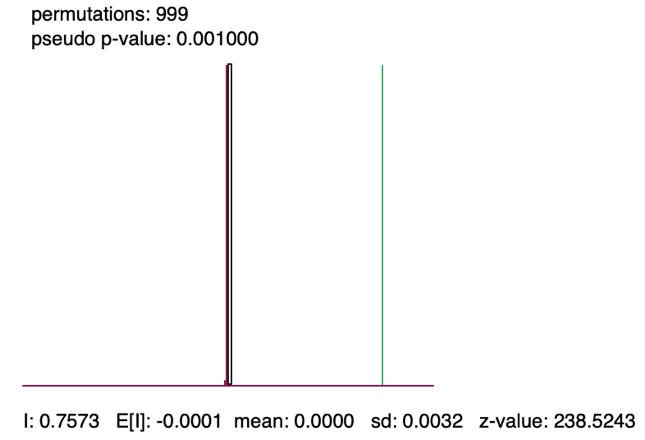 permutations: 999
pseudo p-value: 0.001000
I: 0.7573 E[I]: -0.0001 mean: 0.0000 sd: 0.0032 z-value: 238.5243